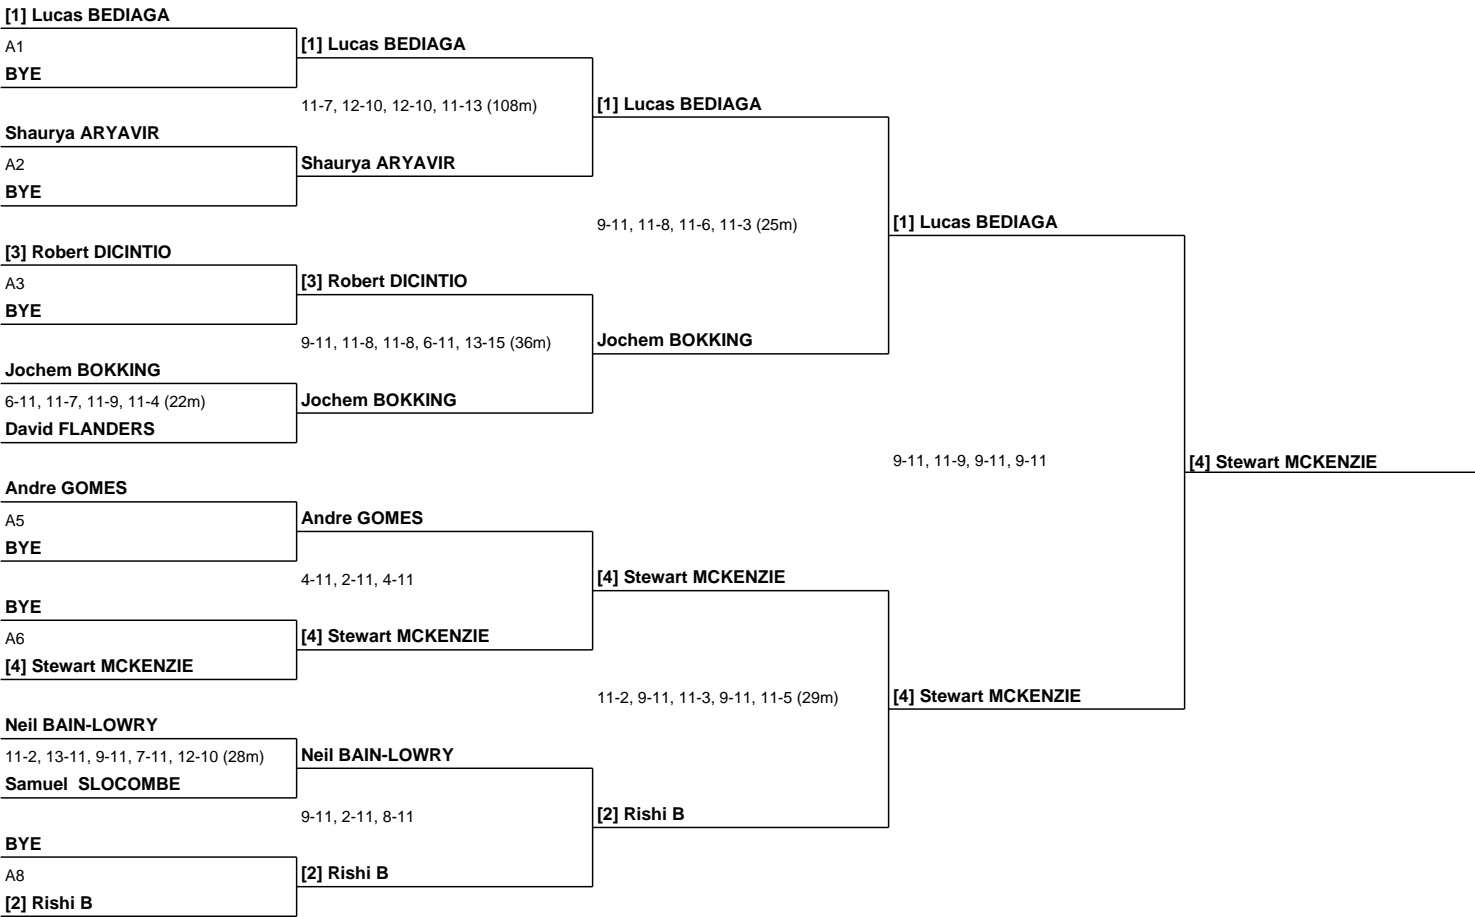 [1] Lucas BEDIAGA
A1
BYE
Shaurya ARYAVIR
A2
BYE
[3] Robert DICINTIO
A3
BYE
Jochem BOKKING
6-11, 11-7, 11-9, 11-4 (22m)
David FLANDERS
Andre GOMES
A5
BYE
BYE
A6
[4] Stewart MCKENZIE
Neil BAIN-LOWRY
11-2, 13-11, 9-11, 7-11, 12-10 (28m)
Samuel  SLOCOMBE
BYE
A8
[2] Rishi B
[1] Lucas BEDIAGA
11-7, 12-10, 12-10, 11-13 (108m)
Shaurya ARYAVIR
[3] Robert DICINTIO
9-11, 11-8, 11-8, 6-11, 13-15 (36m)
Jochem BOKKING
Andre GOMES
4-11, 2-11, 4-11
[4] Stewart MCKENZIE
Neil BAIN-LOWRY
9-11, 2-11, 8-11
[2] Rishi B
[1] Lucas BEDIAGA
9-11, 11-8, 11-6, 11-3 (25m)
Jochem BOKKING
[4] Stewart MCKENZIE
11-2, 9-11, 11-3, 9-11, 11-5 (29m)
[2] Rishi B
[1] Lucas BEDIAGA
9-11, 11-9, 9-11, 9-11
[4] Stewart MCKENZIE
[4] Stewart MCKENZIE